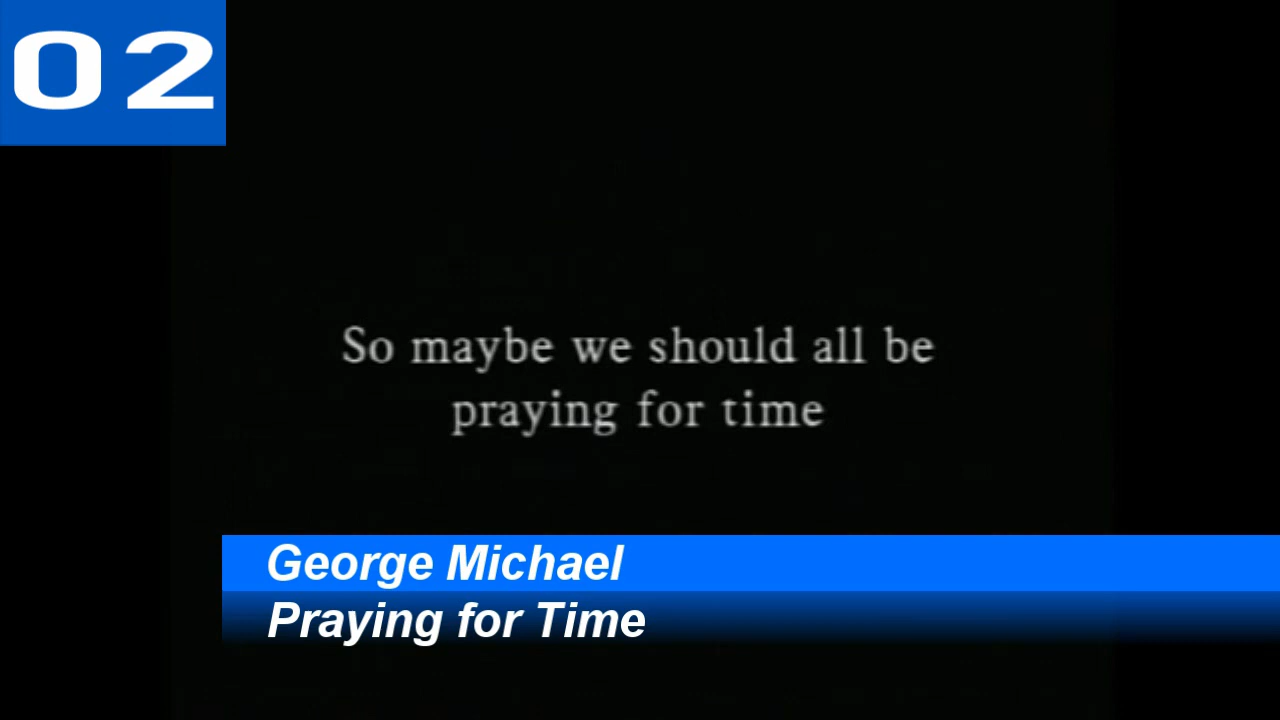 02
So maybe we should all be
praying for time
George Michael
Praying for Time